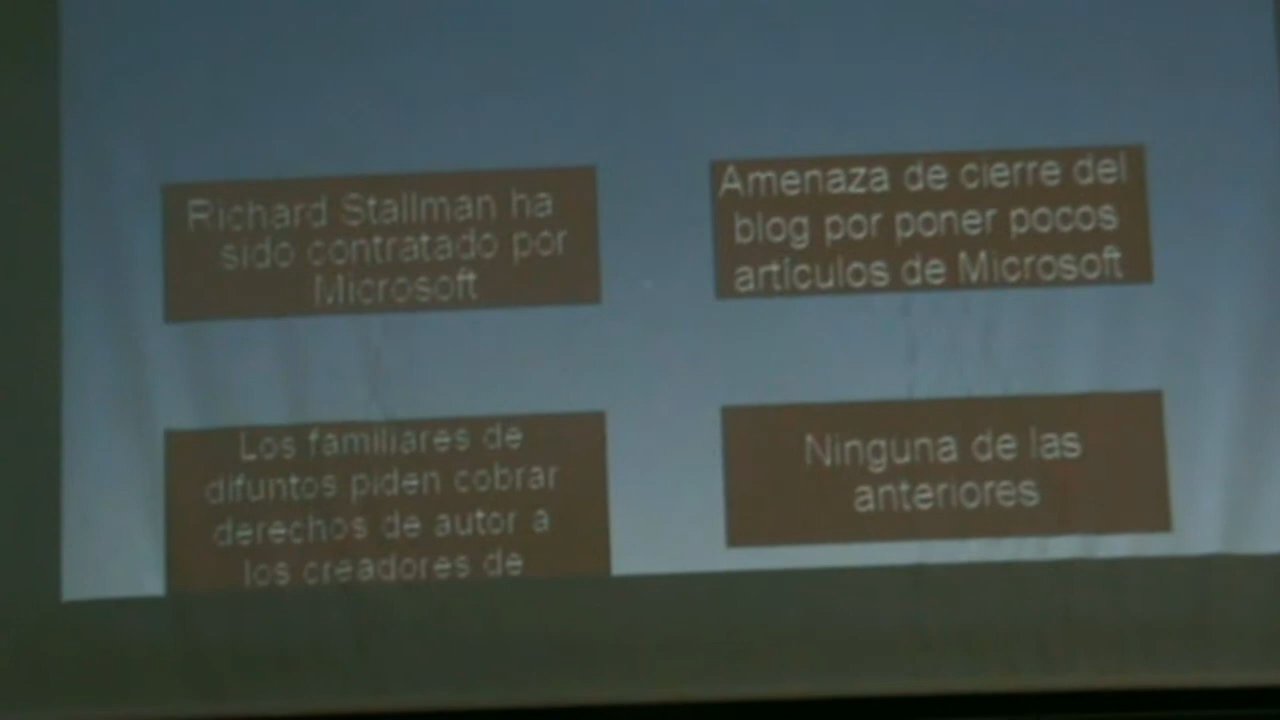 Richard Stallman ha
sido contratado por
Microsoft
Amenaza de cierre del
blog por poner pocos
artículos de Microsoft
Los familiares de
difuntos piden cobrar
derechos de autor a
los creadores de
Ninguna de las
anteriores